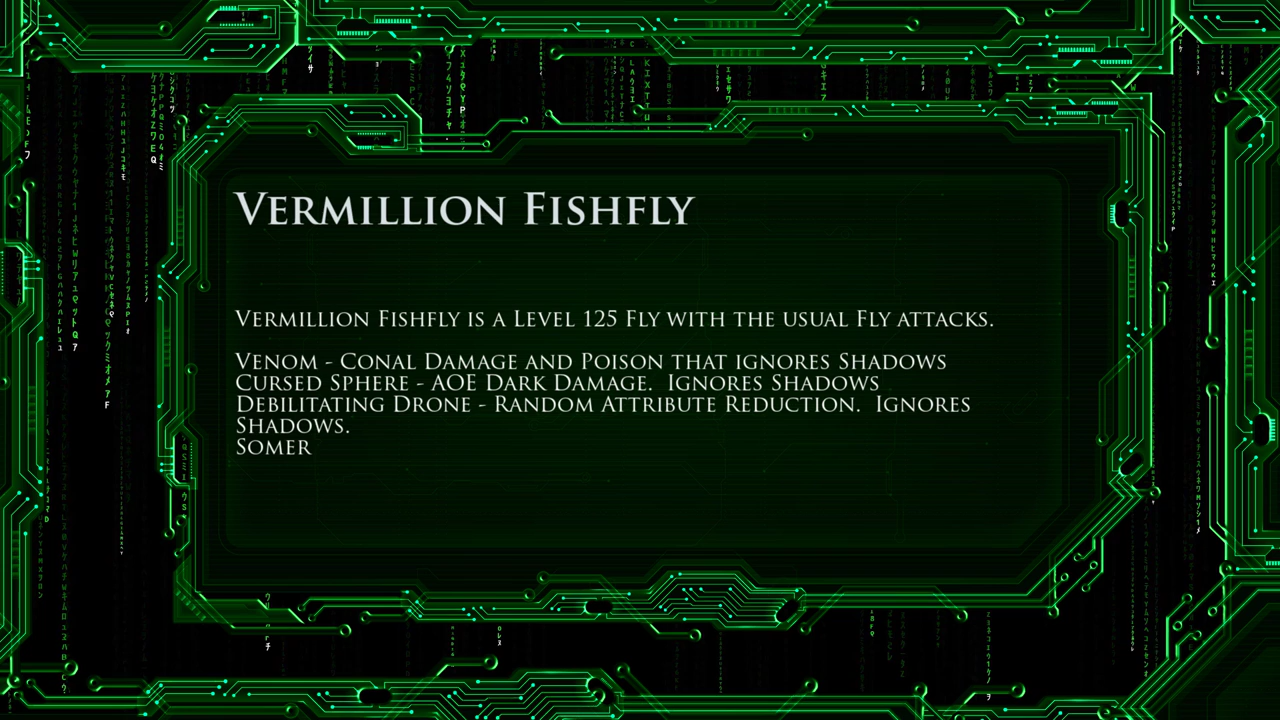 Vermillion Fishfly
Vermillion Fishfly is a Level 125 Fly with the usual Fly attacks.
Venom - Conal Damage and Poison that ignores Shadows
Cursed Sphere - AOE Dark Damage.  Ignores Shadows
Debilitating Drone - Random Attribute Reduction.  Ignores
Shadows.
Somer